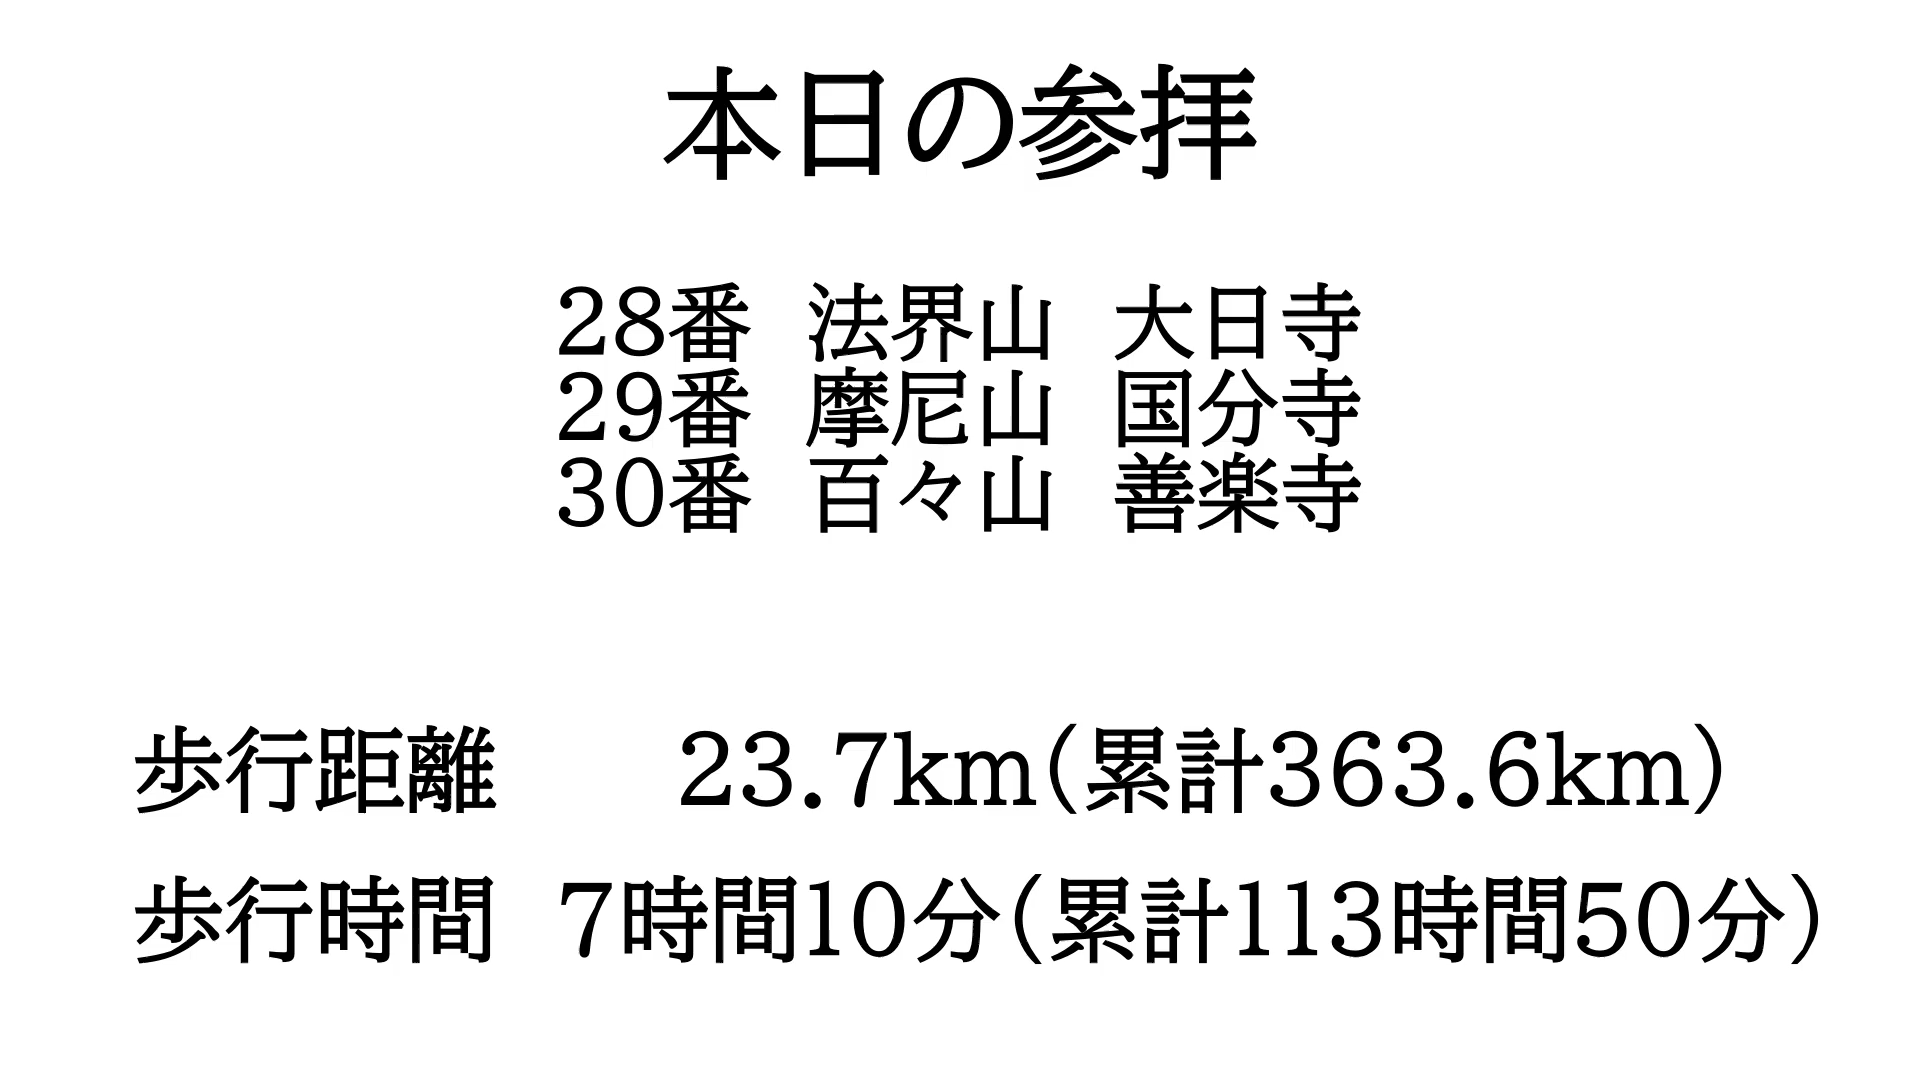 本日の参拝
28番 法界山 大日寺
29番 摩尼山 国分寺
30番 百々山 善楽寺
歩行距離 23.7km(累計363.6km)
歩行時間 7時間10分(累計113時間50分)